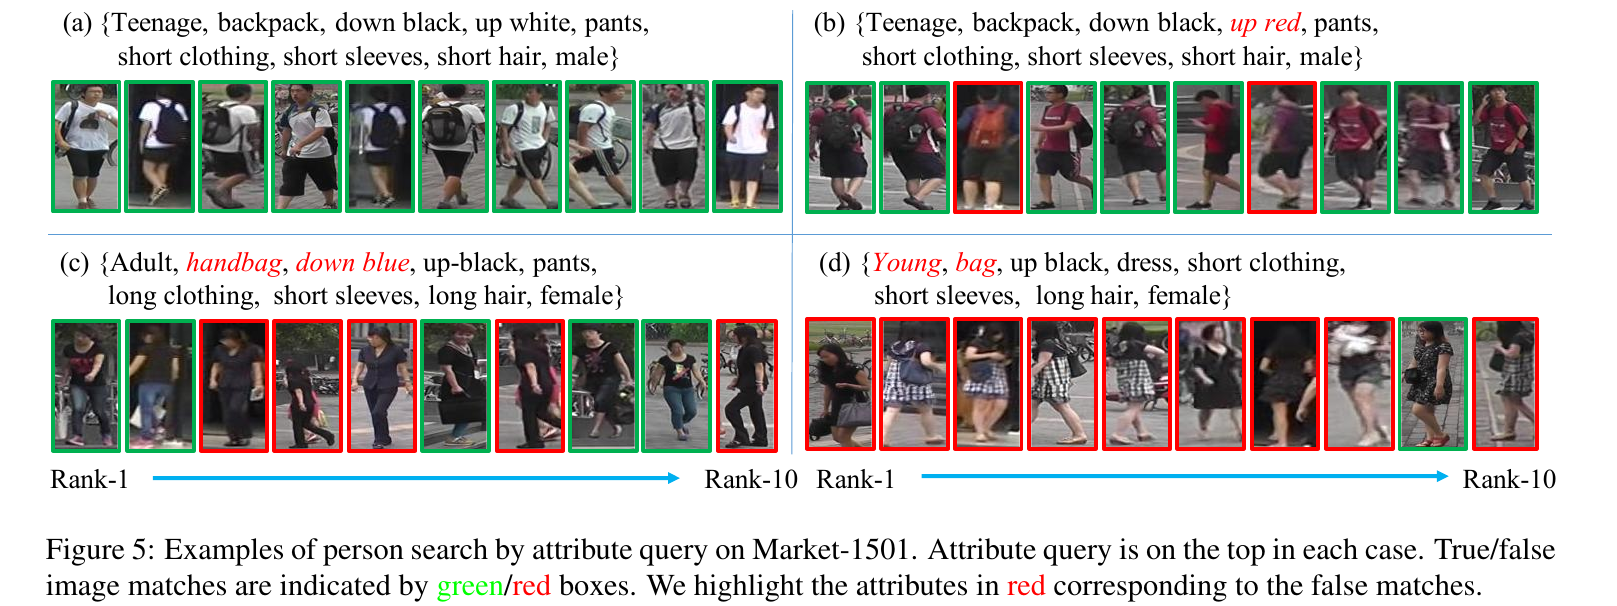 (a) {Teenage, backpack, down black, up white, pants,
short clothing, short sleeves, short hair, male}
(b) {Teenage, backpack, down black, up red, pants,
short clothing, short sleeves, short hair, male}
(c) {Adult, handbag, down blue, up-black, pants,
long clothing, short sleeves, long hair, female}
(d) {Young, bag, up black, dress, short clothing,
short sleeves, long hair, female}
Rank-1 Rank-10 Rank-1 Rank-10
Figure 5: Examples of person search by attribute query on Market-1501. Attribute query is on the top in each case. True/false
image matches are indicated by green/red boxes. We highlight the attributes in red corresponding to the false matches.